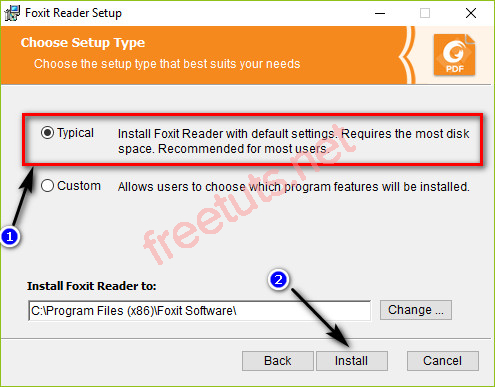 Foxit Reader Setup
Choose Setup Type
Choose the setup type that best suits your needs
PDF
Typical
Install Foxit Reader with default settings. Requires the most disk
space. Recommended for most users.
Custom
Allows users to choose which program features will be installed.
freetuts.net
1
Install Foxit Reader to:
2
C:\Program Files (x86)\Foxit Software\
Change ...
Back
Install
Cancel